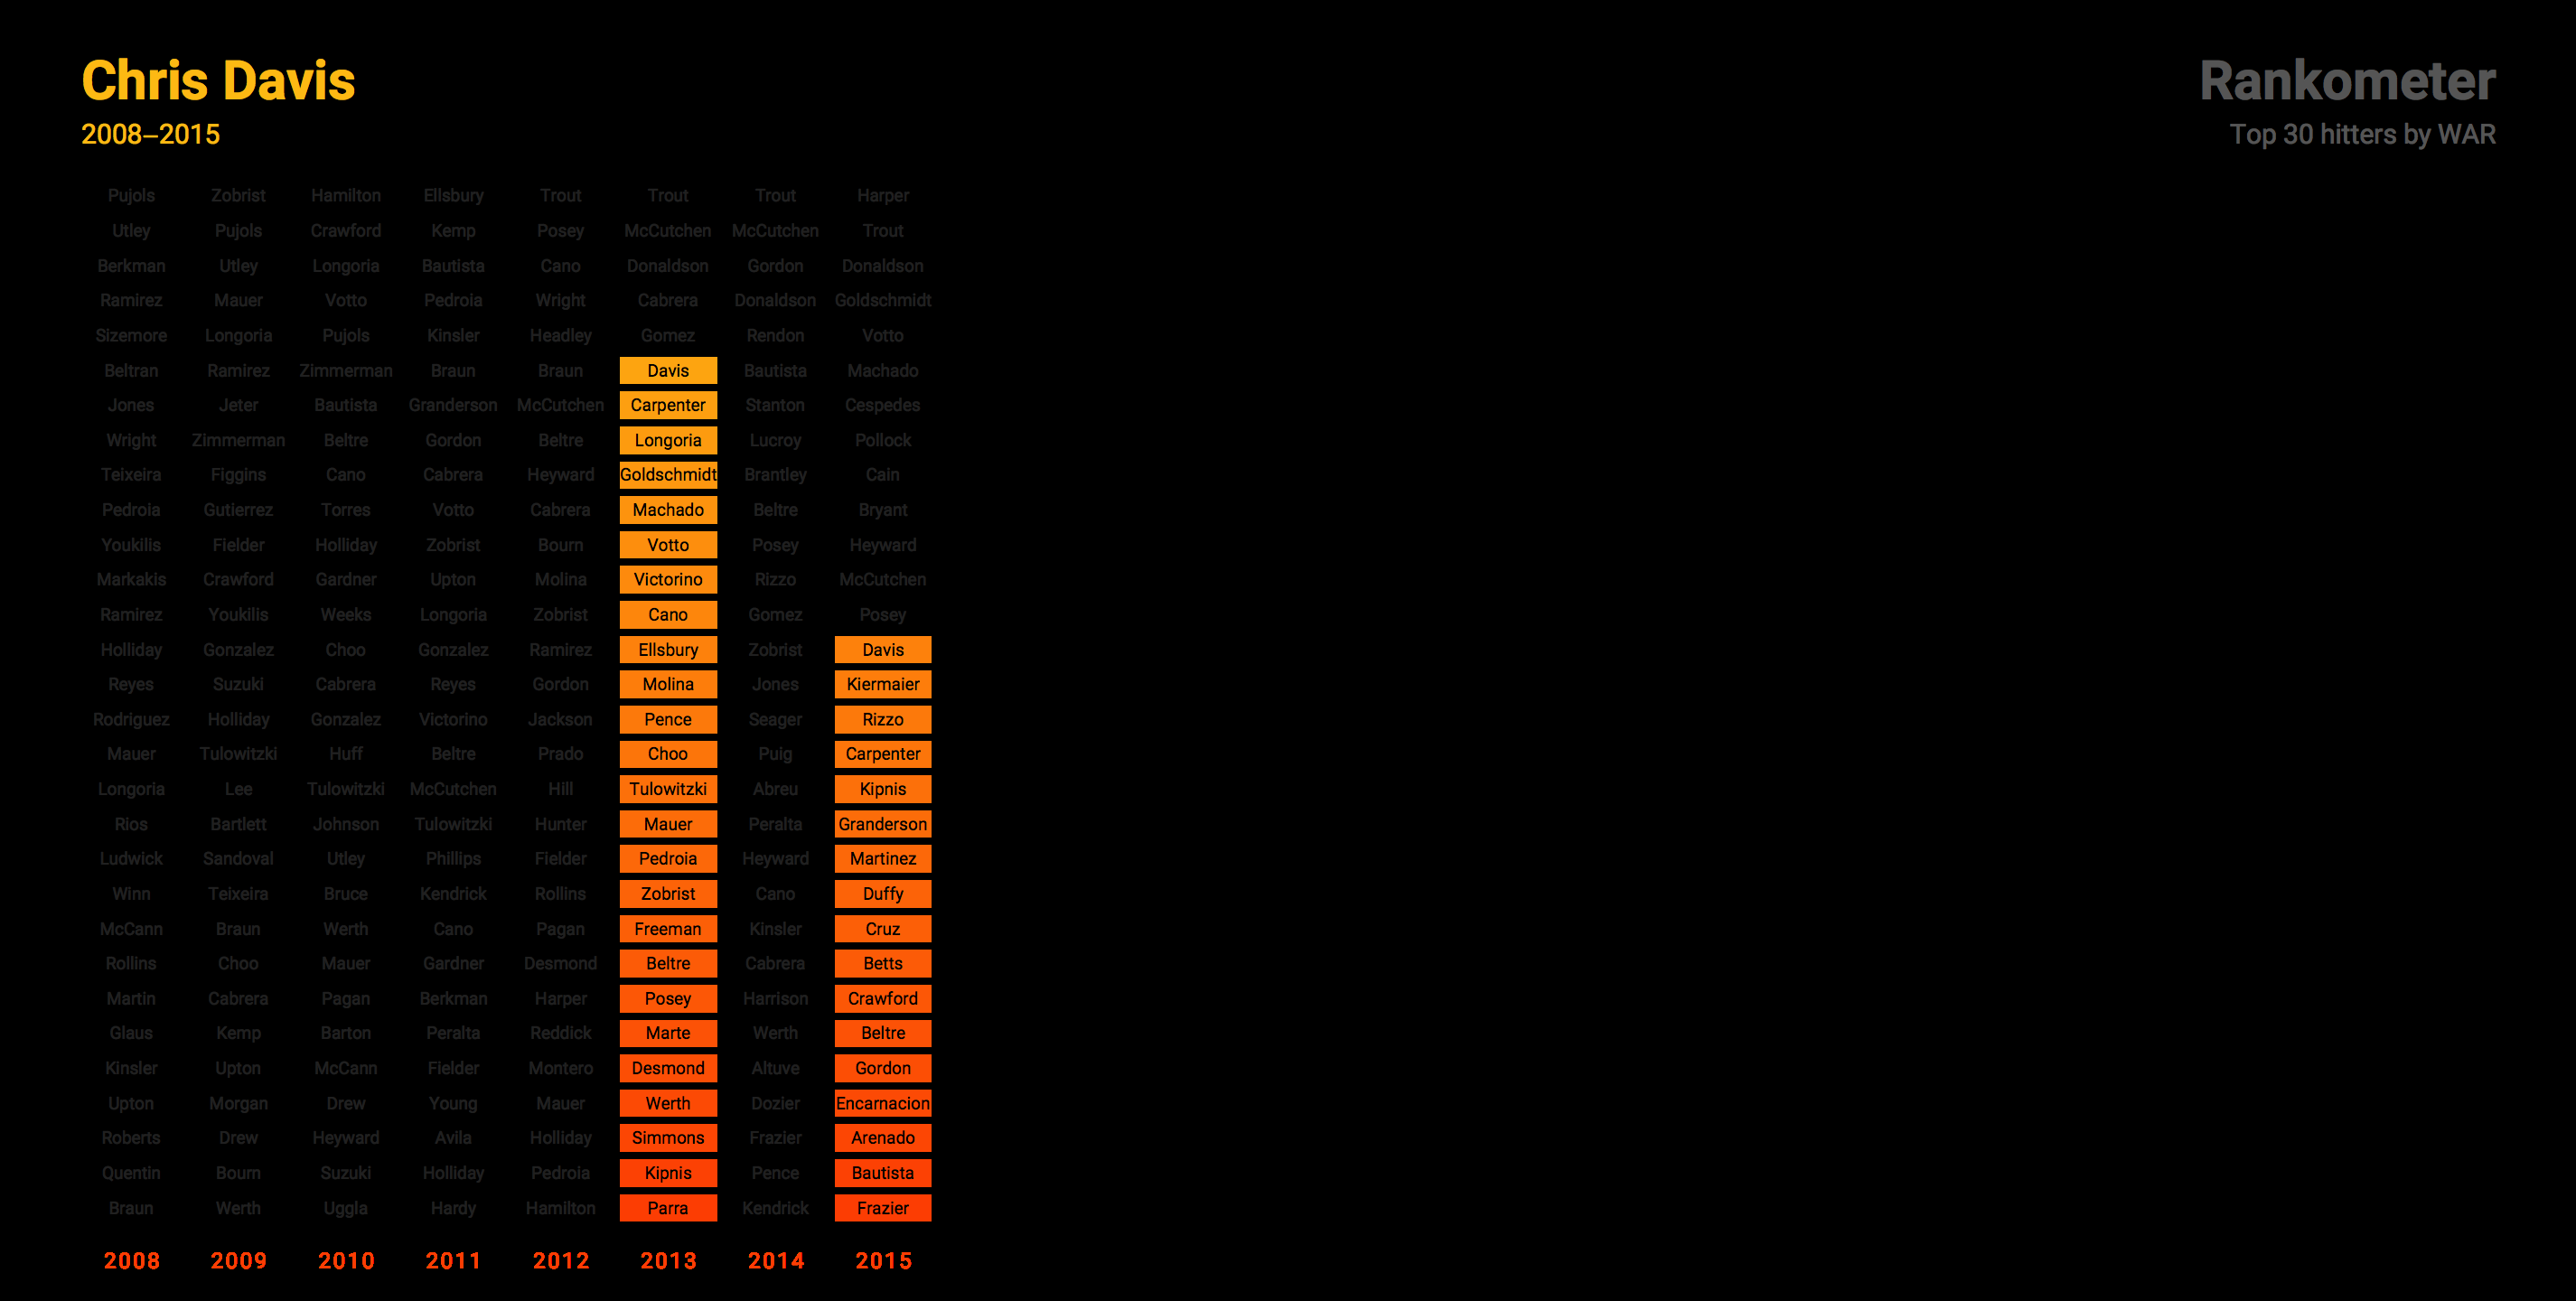 Chris Davis
2008–2015
Rankometer
Top 30 hitters by WAR
Pujols Zobrist Hamilton Ellsbury Trout Trout Trout Harper
Utley Pujols Crawford Kemp Posey McCutchen McCutchen Trout
Berkman Utley Longoria Bautista Cano Donaldson Gordon Donaldson
Ramirez Mauer Votto Pedroia Wright Cabrera Donaldson Goldschmidt
Sizemore Longoria Pujols Kinsler Headley Gomez Rendon Votto
Beltran Ramirez Zimmerman Braun Braun Davis Bautista Machado
Jones Jeter Bautista Granderson McCutchen Carpenter Stanton Cespedes
Wright Zimmerman Beltre Gordon Beltre Longoria Lucroy Pollock
Teixeira Figgins Cano Cabrera Heyward Goldschmidt Brantley Cain
Pedroia Gutierrez Torres Votto Cabrera Machado Beltre Bryant
Youkilis Fielder Holliday Zobrist Bourn Votto Posey Heyward
Markakis Crawford Gardner Upton Molina Victorino Rizzo McCutchen
Ramirez Youkilis Weeks Longoria Zobrist Cano Gomez Posey
Holliday Gonzalez Choo Gonzalez Ramirez Ellsbury Zobrist Davis
Reyes Suzuki Cabrera Reyes Gordon Molina Jones Kiermaier
Rodriguez Holliday Gonzalez Victorino Jackson Pence Seager Rizzo
Mauer Tulowitzki Huff Beltre Prado Choo Puig Carpenter
Longoria Lee Tulowitzki McCutchen Hill Tulowitzki Abreu Kipnis
Rios Bartlett Johnson Tulowitzki Hunter Mauer Peralta Granderson
Ludwick Sandoval Utley Phillips Fielder Pedroia Heyward Martinez
Winn Teixeira Bruce Kendrick Rollins Zobrist Cano Duffy
McCann Braun Werth Cano Pagan Freeman Kinsler Cruz
Rollins Choo Mauer Gardner Desmond Beltre Cabrera Betts
Martin Cabrera Pagan Berkman Harper Posey Harrison Crawford
Glaus Kemp Barton Peralta Reddick Marte Werth Beltre
Kinsler Upton McCann Fielder Montero Desmond Altuve Gordon
Upton Morgan Drew Young Mauer Werth Dozier Encarnacion
Roberts Drew Heyward Avila Holliday Simmons Frazier Arenado
Quentin Bourn Suzuki Holliday Pedroia Kipnis Pence Bautista
Braun Werth Uggla Hardy Hamilton Parra Kendrick Frazier
2008 2009 2010 2011 2012 2013 2014 2015